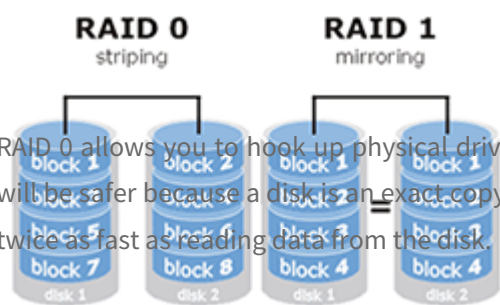 RAID 0 RAID 1
striping mirroring
RAID 0 allows you to hook up physical driv
block 1 block 2 block 1 block 1
will be safer because a disk is an exact copy
block 2
=
twice as fast as reading data from the disk.
block 7 block 8 block 4 block 4
disk 1 disk 2 disk 1 disk 2